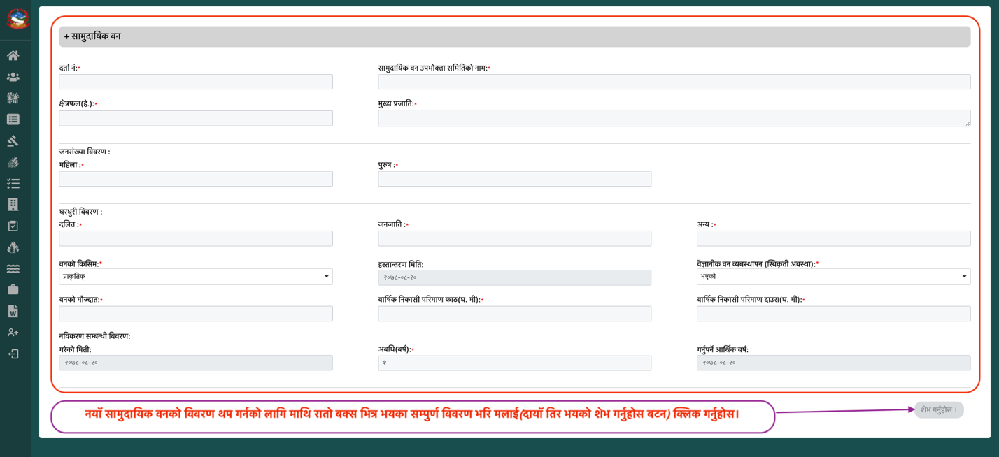 + सामुदायिक वन
दर्ता नं:*
सामुदायिक वन उपभोक्ता समितिको नाम:*
क्षेत्रफल(हे.):*
मुख्य प्रजाति:*
जनसंख्या विवरण :
महिला :*
पुरुष :*
घरधुरी विवरण :
दलित :*
जनजाति :*
अन्य :*
वनको किसिम:*
हस्तान्तरण मिति:
वैज्ञानीक वन व्यबस्थापन (स्विकृती अवस्था):*
प्राकृतिक्
२०७८-०८-२०
भएको
वनको मौज्दात:*
वार्षिक निकासी परिमाण काठ(घ. मी):*
वार्षिक निकासी परिमाण दाउरा(घ. मी):*
नविकरण सम्बन्धी विवरण:
गरेको मिती:
अबधि(बर्ष):*
गर्नुपर्ने आर्थिक बर्ष:
२०७८-०८-२०
१
२०७८-०८-२०
नयाँ सामुदायिक वनको विवरण थप गर्नको लागि माथि रातो बक्स भित्र भयका सम्पुर्ण विवरण भरि मलाई(दायाँ तिर भयको शेभ गर्नुहोस बटन) क्लिक गर्नुहोस।
शेभ गर्नुहोस ।
W